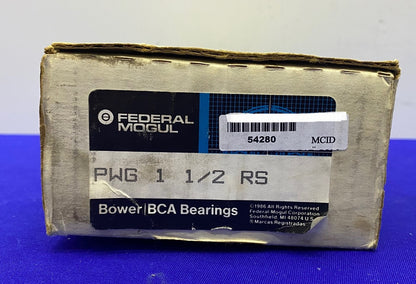 FEDERAL
MOGUL
54280 MCID
PWG 1 1/2 RS
Bower/BCA Bearings
©1986 All Rights Reserved
Federal Mogul Corporation
Southfield, MI 48074 U.S
® Marcas Registradas